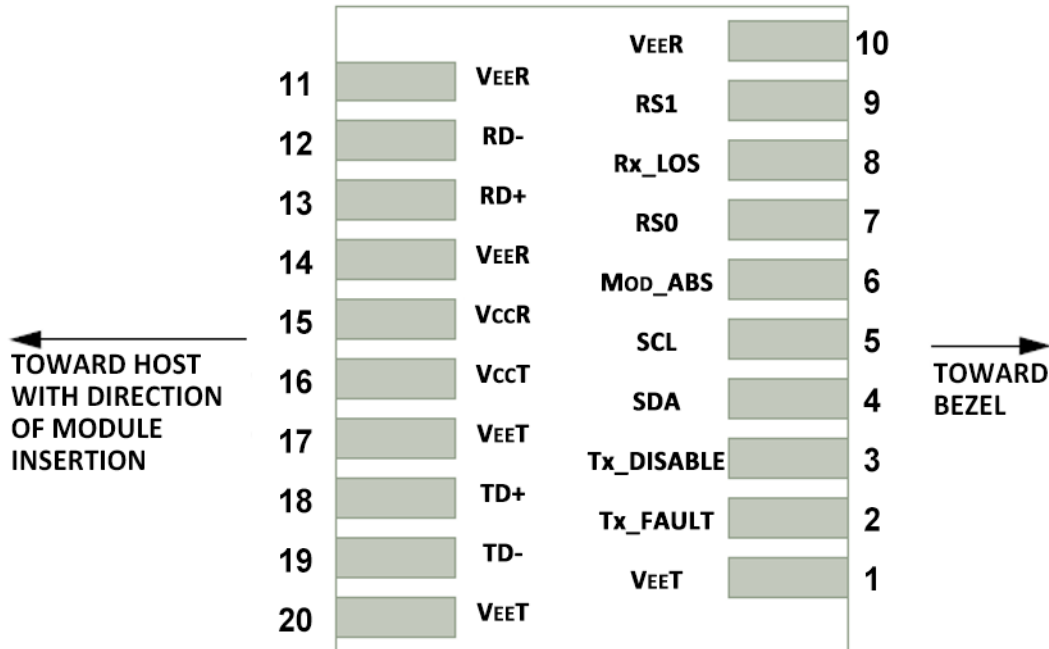 VEER 10
11 VEER
RS1 9
12 RD-
Rx_LOS 8
13 RD+
RS0 7
14 VEER
MOD_ABS 6
15 VCCR
SCL 5
16 VCCT
SDA 4
17 VEET
Tx_DISABLE 3
18 TD+
Tx_FAULT 2
19 TD-
VEET 1
20 VEET
TOWARD HOST
WITH DIRECTION
OF MODULE
INSERTION
TOWARD
BEZEL